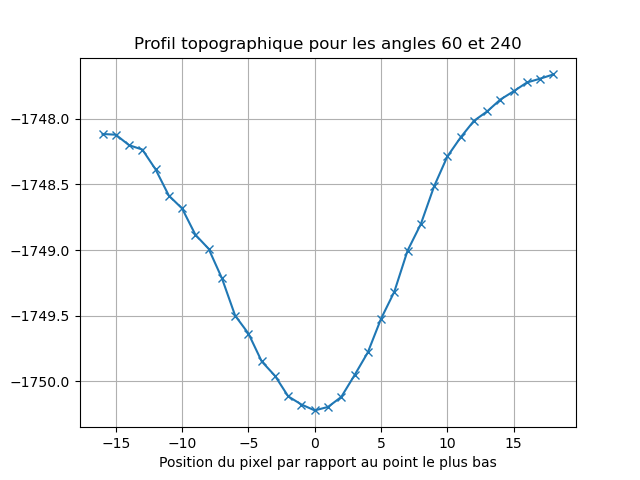 Profil topographique pour les angles 60 et 240
−1748.0
−1748.5
−1749.0
−1749.5
−1750.0
−15 −10 −5 0 5 10 15
Position du pixel par rapport au point le plus bas